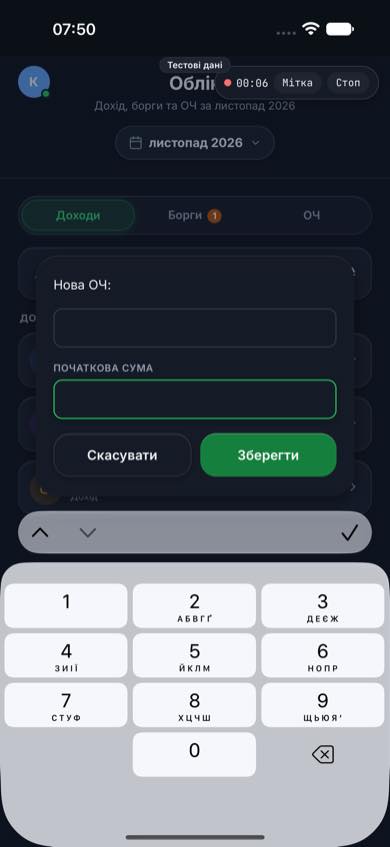 07:50
Тестові дані
К
Облі
00:06
Мітка
Стоп
Дохід, борги та ОЧ за листопад 2026
листопад 2026
Доходи
Борги 1
ОЧ
Нова ОЧ:
ПОЧАТКОВА СУМА
Скасувати
Зберегти
Дохід
1
2
АБВГҐ
3
ДЕЄЖ
4
ЗИІЇ
5
ЙКЛМ
6
НОПР
7
СТУФ
8
ХЦЧШ
9
ЩЬЮЯʼ
0